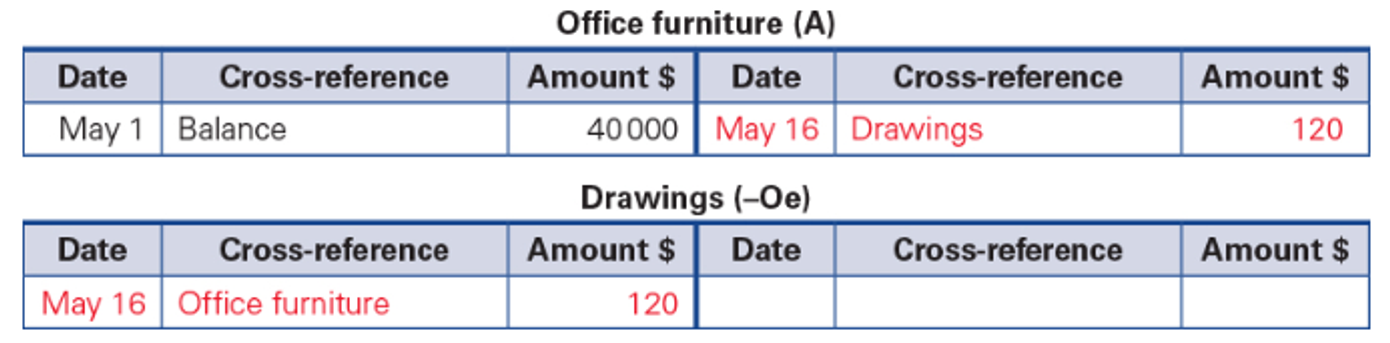 Office furniture (A)
Date Cross-reference Amount $ Date Cross-reference Amount $
May 1 Balance 40 000 May 16 Drawings 120
Drawings (–Oe)
Date Cross-reference Amount $ Date Cross-reference Amount $
May 16 Office furniture 120